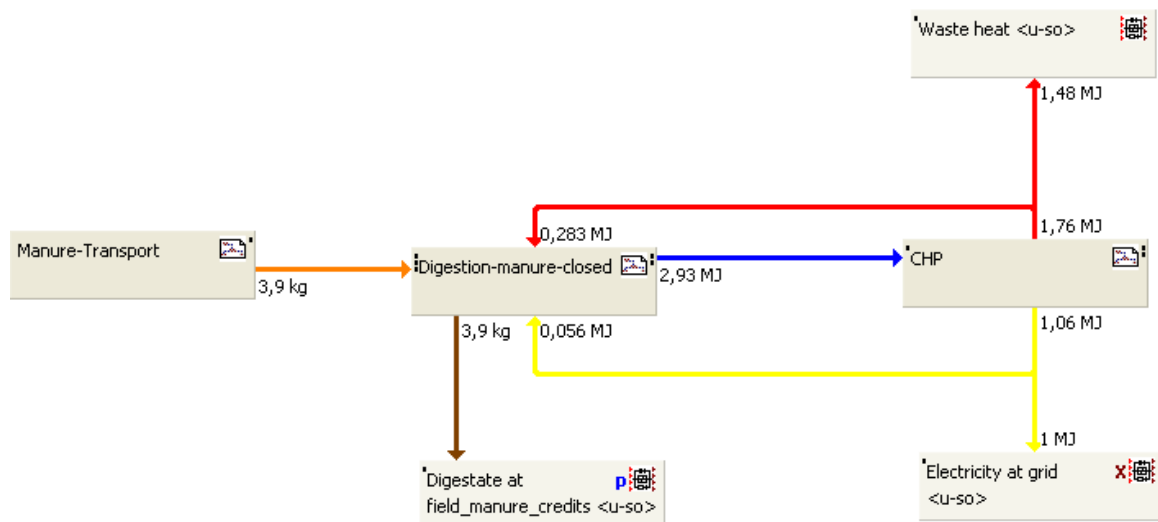 Waste heat <u-so>
1,48 MJ
0,283 MJ
1,76 MJ
Manure-Transport
Digestion-manure-closed
CHP
3,9 kg
2,93 MJ
3,9 kg
0,056 MJ
1,06 MJ
1 MJ
Digestate at
p
field_manure_credits <u-so>
Electricity at grid
X
<u-so>